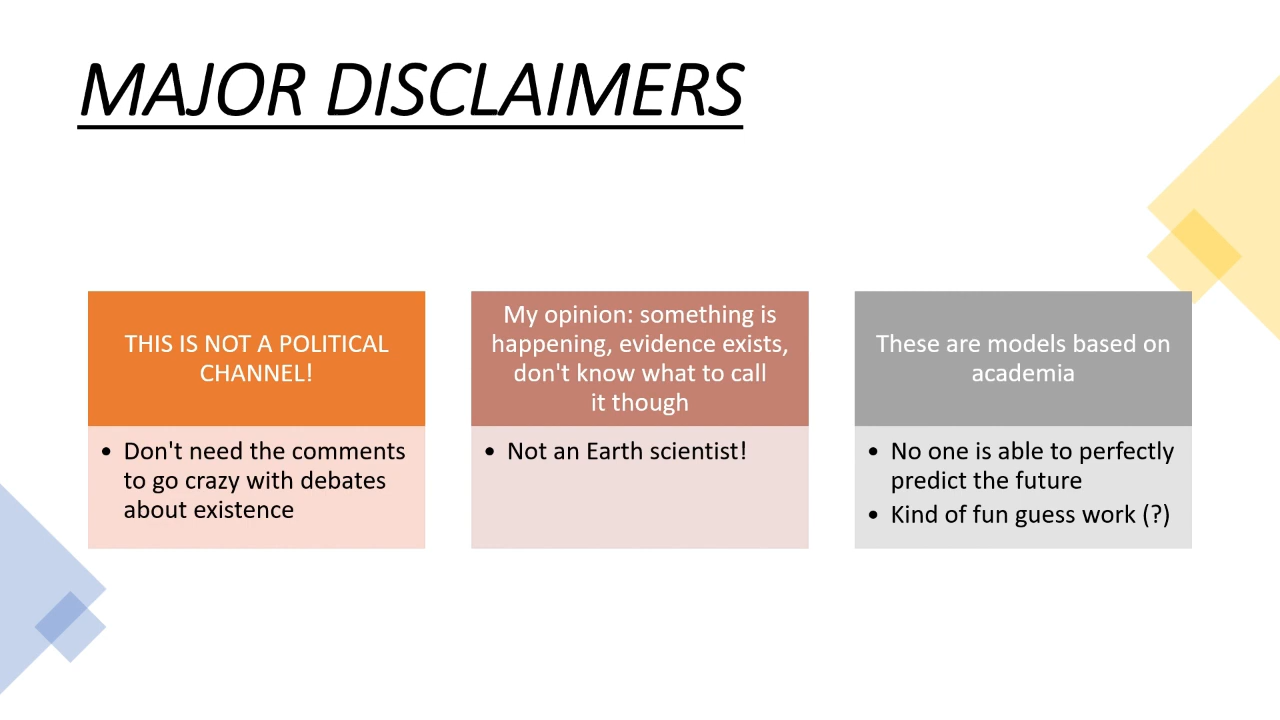 MAJOR DISCLAIMERS
THIS IS NOT A POLITICAL
CHANNEL!
• Don't need the comments
to go crazy with debates
about existence
My opinion: something is
happening, evidence exists,
don't know what to call
it though
• Not an Earth scientist!
These are models based on
academia
• No one is able to perfectly
predict the future
• Kind of fun guess work (?)